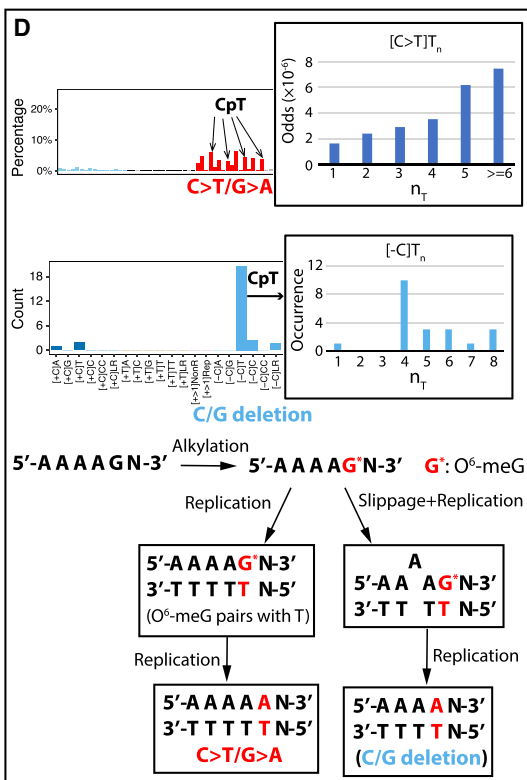 D
[C>T]Tn
Odds (×10-6)
8
6
4
2
0
1 2 3 4 5 >=6
nT
Percentage
20%
10%
0%
CpT
C>T/G>A
[-C]Tn
Occurrence
12
8
4
0
1 2 3 4 5 6 7 8
nT
Count
18
12
6
0
CpT
[+C]A
[+C]G
[+C]T
[+C]C
[+C]CC
[+C]LR
[+T]A
[+T]C
[+T]G
[+T]T
[+T]TT
[+T]LR
[+>1]NonR
[+>1]Rep
[−C]A
[−C]G
[−C]T
[−C]C
[−C]CC
[−C]LR
C/G deletion
5′-A A A A G N-3′
Alkylation
5′-A A A A G*N-3′
G*: O6-meG
Replication
Slippage+Replication
5′-A A A A G*N-3′
3′-T T T T T N-5′
(O6-meG pairs with T)
A
5′-A A A G*N-3′
3′-T T T T N-5′
Replication
Replication
5′-A A A A A N-3′
3′-T T T T T N-5′
C>T/G>A
5′-A A A A N-3′
3′-T T T T N-5′
(C/G deletion)